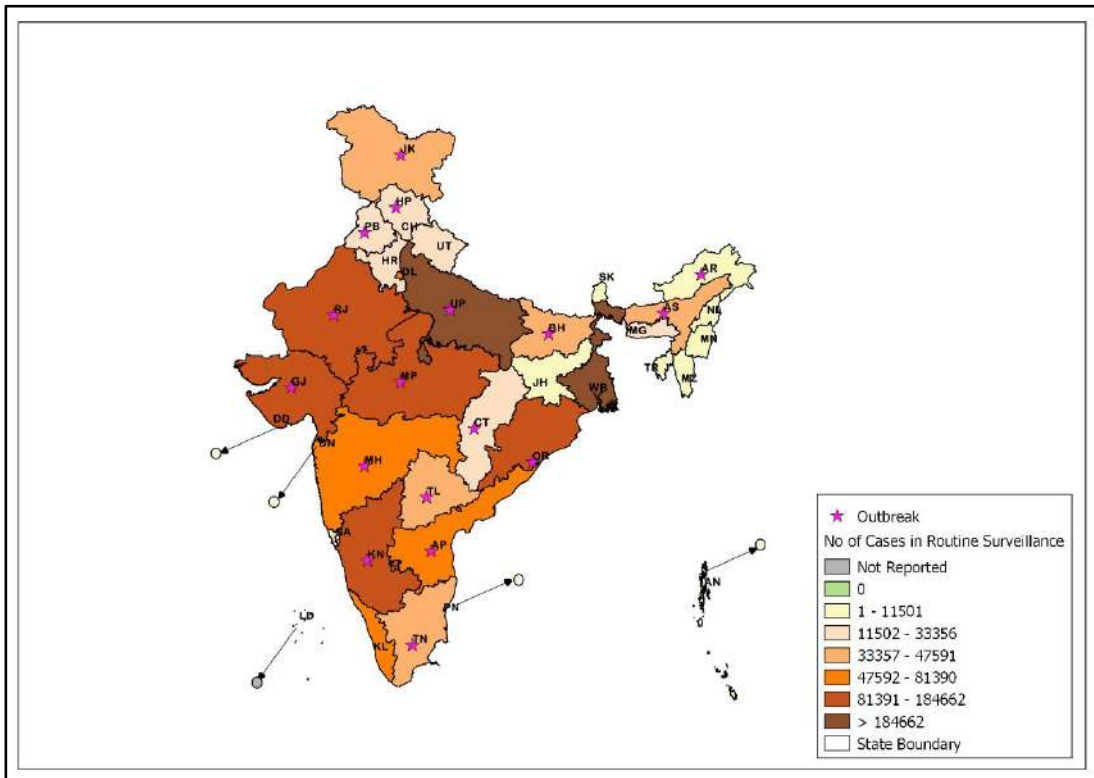 JK
HP
PB
CH
UT
HR
DL
SK
AR
RJ
UP
BH
AS
NL
MG
MN
TR
MZ
GJ
MP
JH
WB
CT
DD
DN
MH
OR
TL
KN
AP
AN
PN
LD
KL
TN
Outbreak
No of Cases in Routine Surveillance
Not Reported
0
1 - 11501
11502 - 33356
33357 - 47591
47592 - 81390
81391 - 184662
> 184662
State Boundary